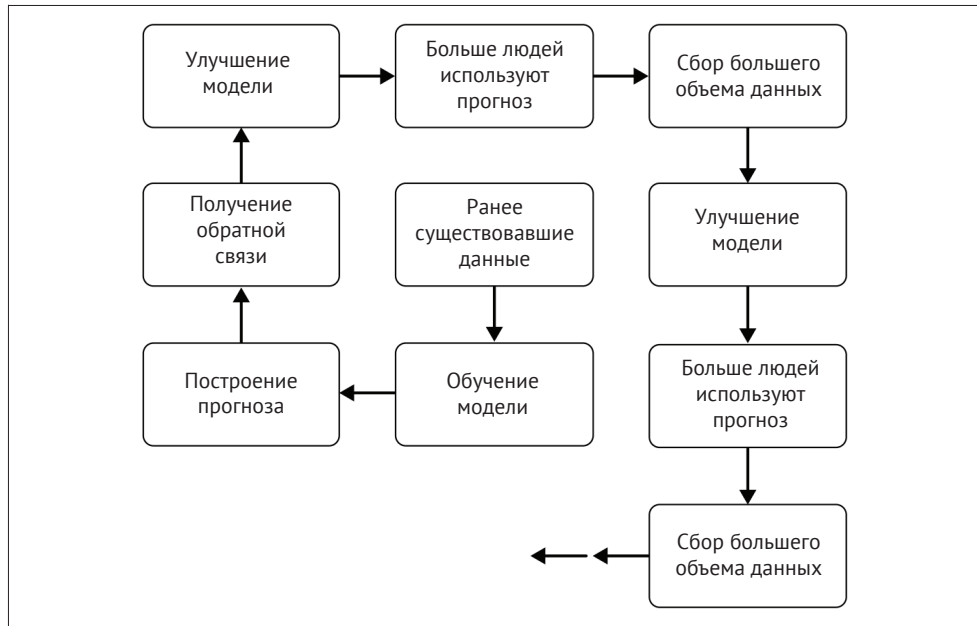 Улучшение
модели
Больше людей
используют
прогноз
Сбор большего
объема данных
Получение
обратной
связи
Ранее
существовавшие
данные
Улучшение
модели
Построение
прогноза
Обучение
модели
Больше людей
используют
прогноз
Сбор большего
объема данных